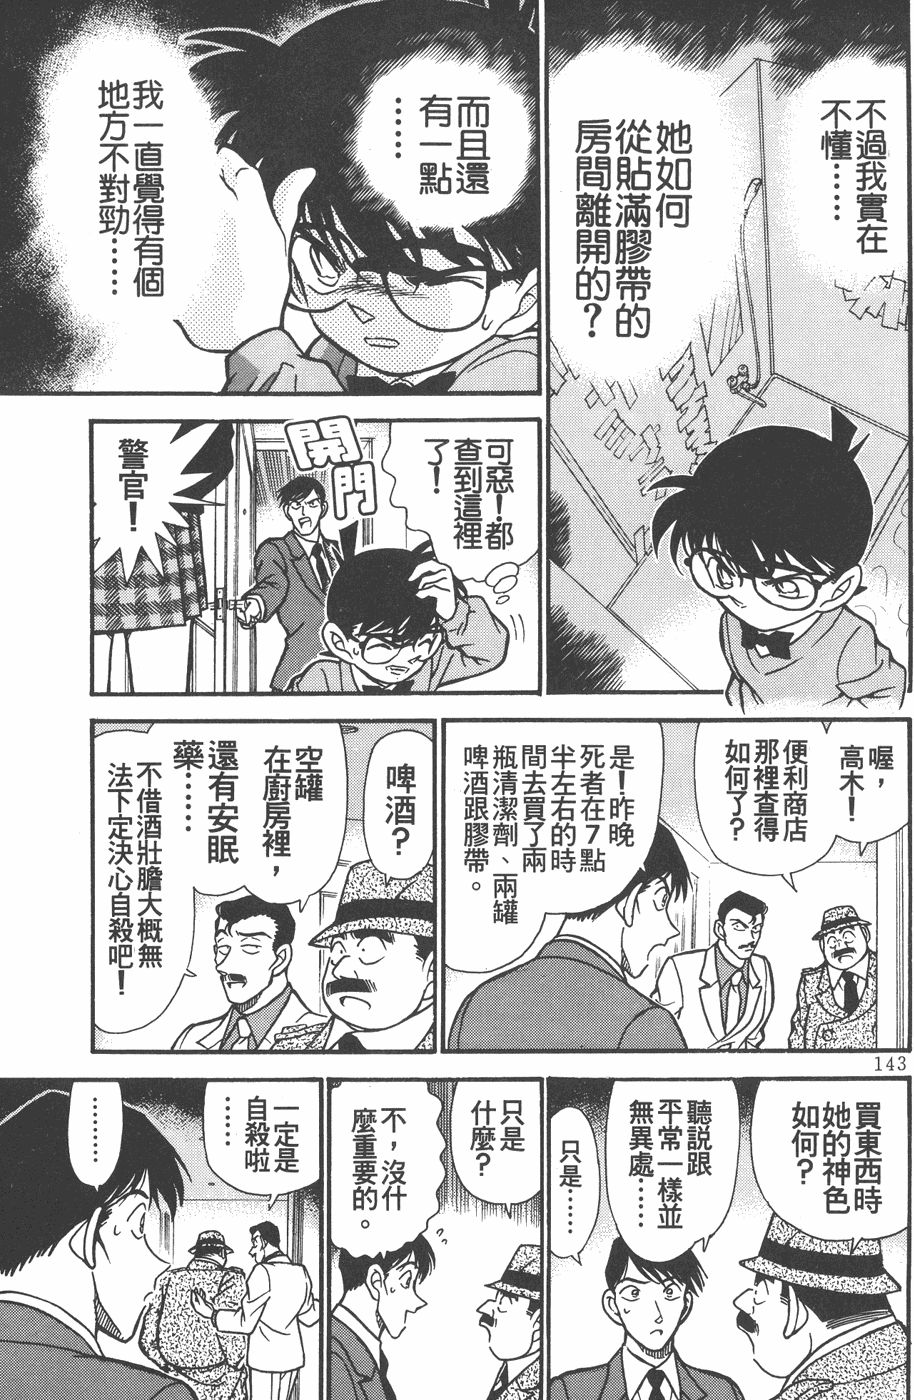 不過我實在
不懂……
她如何
從貼滿膠帶的
房間離開的？
而且還
有一點
……
我一直覺得有個
地方不對勁……
可惡！都
查到這裡
了！
開門
警官！
喔，
高木！
便利商店
那裡查得
如何了？
是！昨晚
死者在7點
半左右的時
間去買了兩
瓶清潔劑、兩罐
啤酒跟膠帶。
啤酒？
空罐
在廚房裡，
還有安眠
藥……
不借酒壯膽大概無
法下定決心自殺吧！
143
買東西時
她的神色
如何？
聽說跟
平常一樣並
無異處……
只是……
只是
什麼？
不，沒什
麼重要的。
一定是
自殺啦
……
……